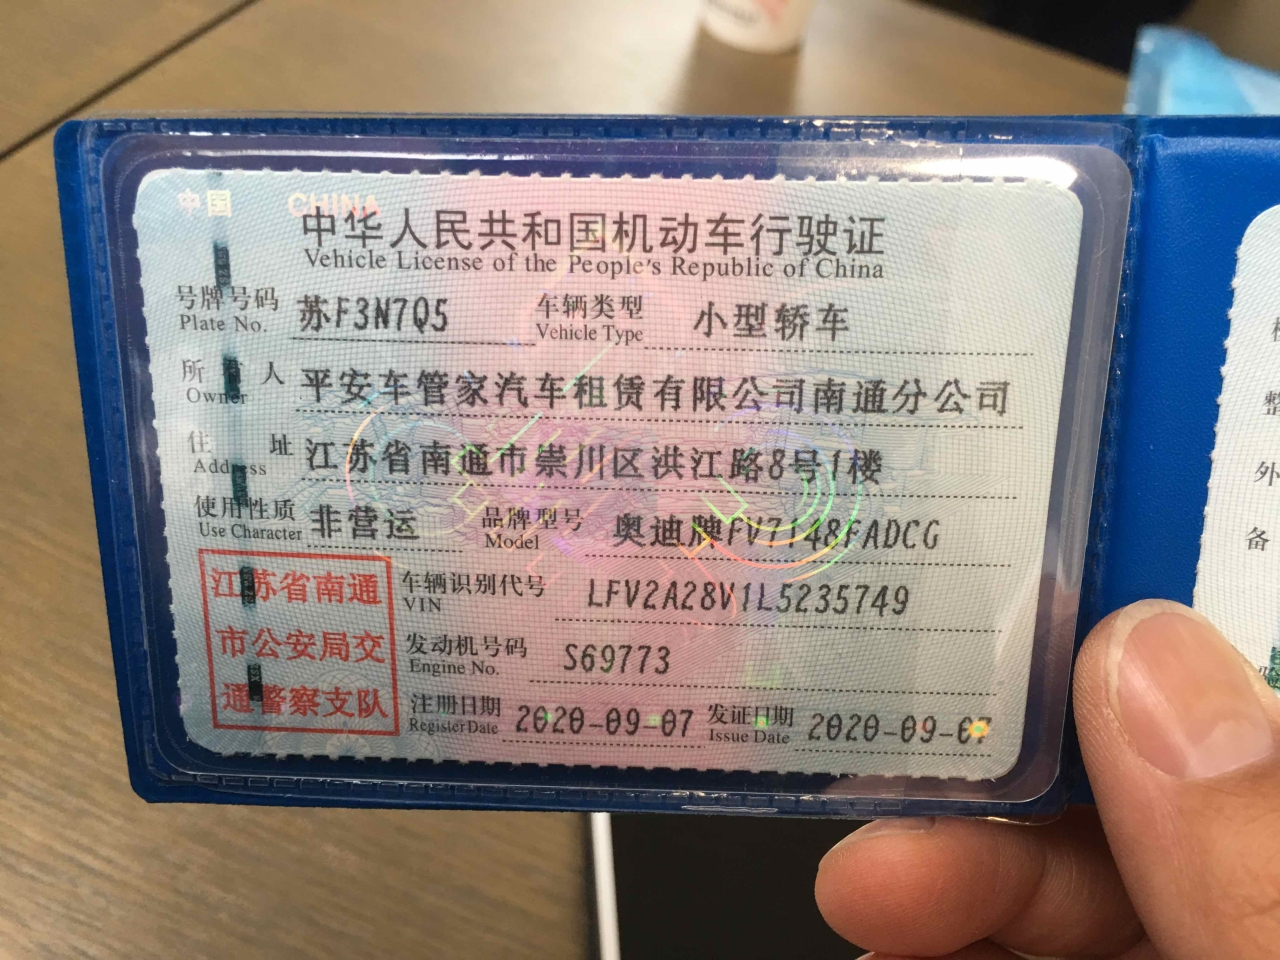 中国 CHINA
中华人民共和国机动车行驶证
Vehicle License of the People's Republic of China
号牌号码 苏F3N7Q5 车辆类型 小型轿车
Plate No. Vehicle Type
所有人 平安车管家汽车租赁有限公司南通分公司
Owner
住址 江苏省南通市崇川区洪江路8号1楼
Address
使用性质 非营运 品牌型号 奥迪牌FV7148FADCG
Use Character Model
江苏省南通
市公安局交
通警察支队
车辆识别代号 LFV2A28V1L5235749
VIN
发动机号码 S69773
Engine No.
注册日期 2020-09-07 发证日期 2020-09-07
Register Date Issue Date
整
外
备